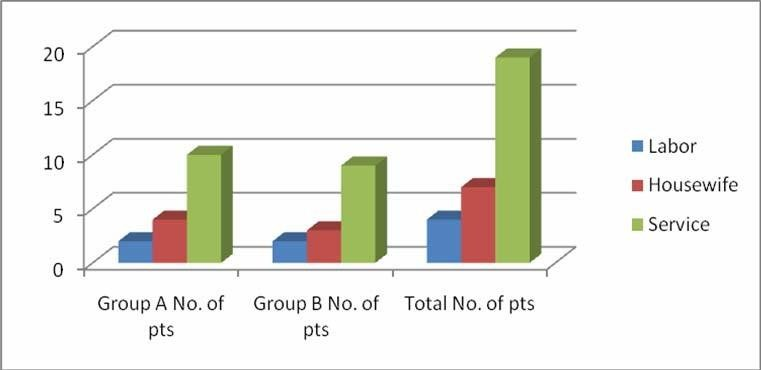 20
15
10
5
0
Group A No. of
pts
Group B No. of
pts
Total No. of pts
Labor
Housewife
Service